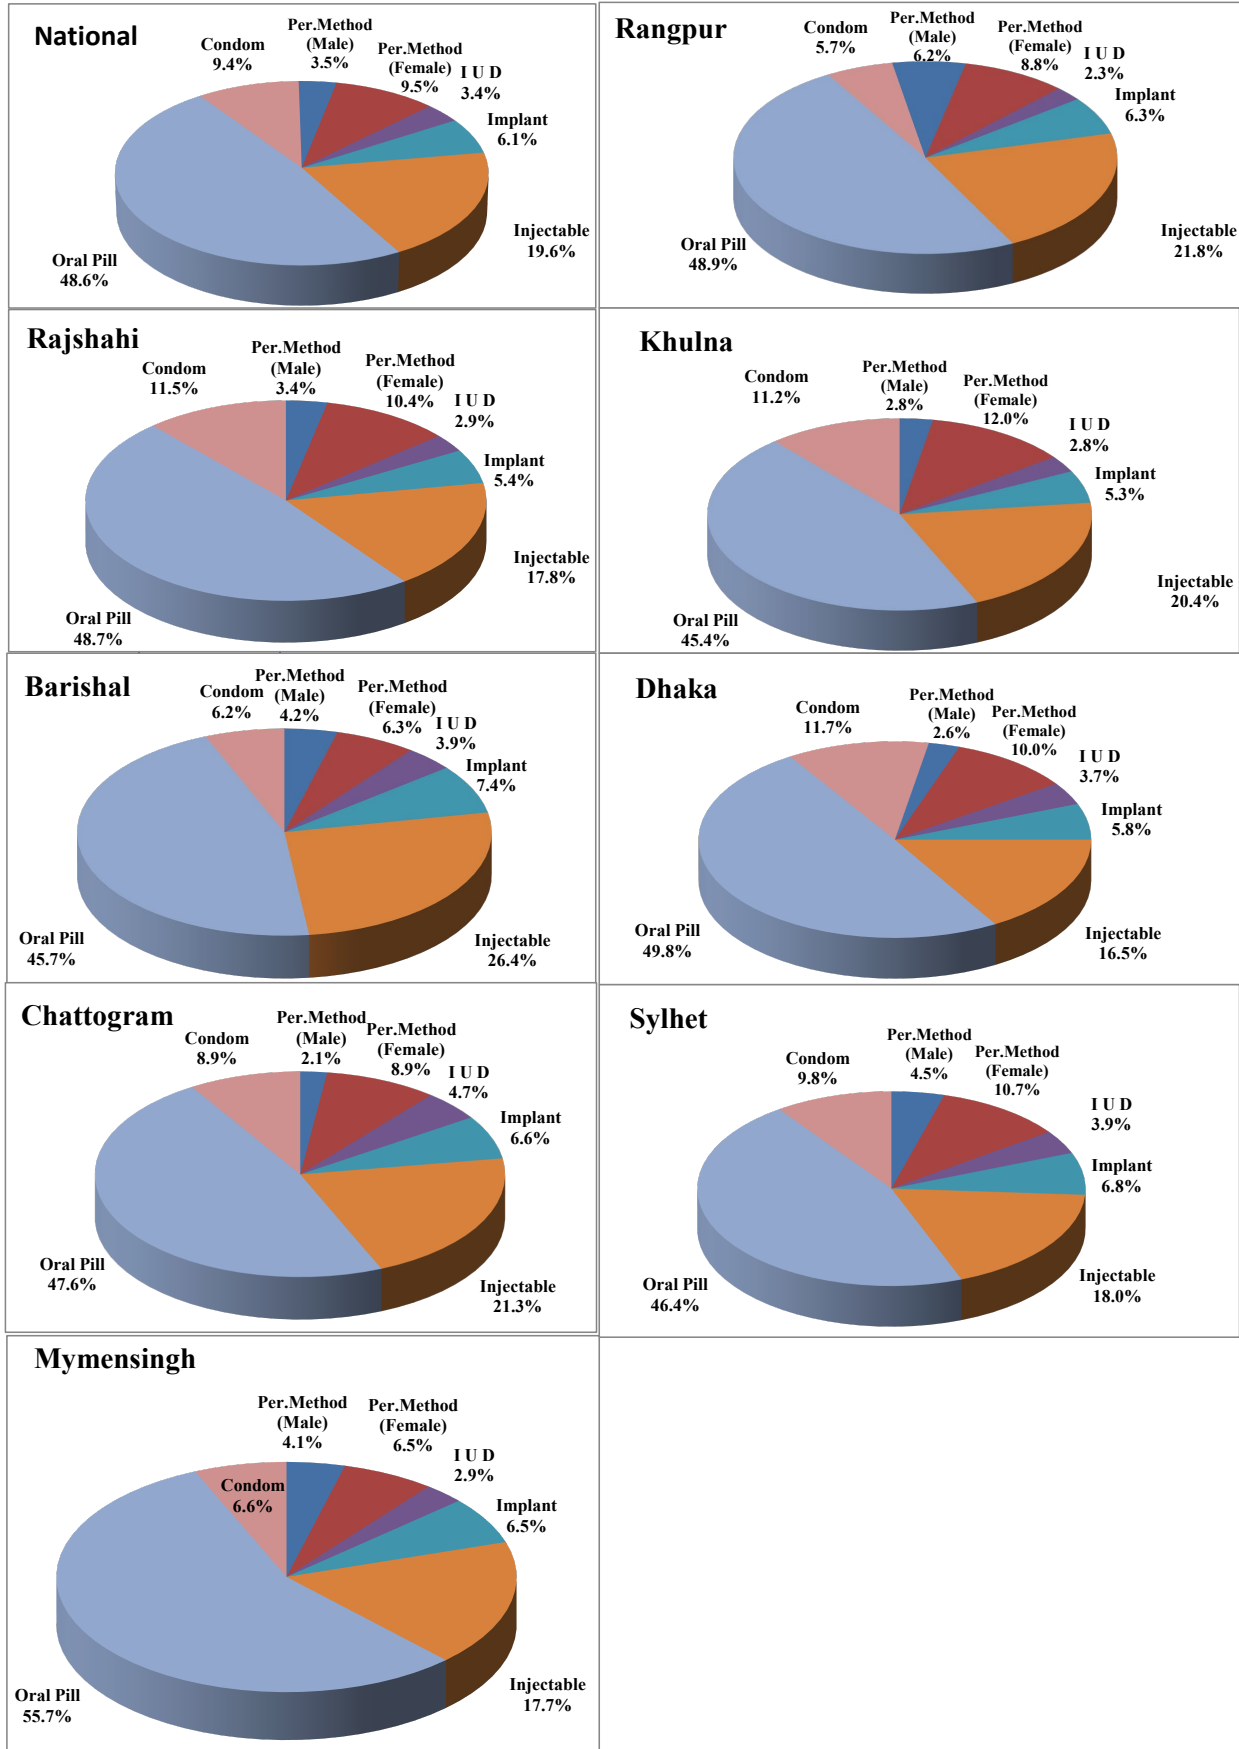 National
Condom
9.4%
Per.Method
(Male)
3.5%
Per.Method
(Female)
9.5%
I U D
3.4%
Implant
6.1%
Injectable
19.6%
Oral Pill
48.6%
Rangpur
Condom
5.7%
Per.Method
(Male)
6.2%
Per.Method
(Female)
8.8%
I U D
2.3%
Implant
6.3%
Injectable
21.8%
Oral Pill
48.9%
Rajshahi
Condom
11.5%
Per.Method
(Male)
3.4%
Per.Method
(Female)
10.4%
I U D
2.9%
Implant
5.4%
Injectable
17.8%
Oral Pill
48.7%
Khulna
Condom
11.2%
Per.Method
(Male)
2.8%
Per.Method
(Female)
12.0%
I U D
2.8%
Implant
5.3%
Injectable
20.4%
Oral Pill
45.4%
Barishal
Condom
6.2%
Per.Method
(Male)
4.2%
Per.Method
(Female)
6.3%
I U D
3.9%
Implant
7.4%
Injectable
26.4%
Oral Pill
45.7%
Dhaka
Condom
11.7%
Per.Method
(Male)
2.6%
Per.Method
(Female)
10.0%
I U D
3.7%
Implant
5.8%
Injectable
16.5%
Oral Pill
49.8%
Chattogram
Condom
8.9%
Per.Method
(Male)
2.1%
Per.Method
(Female)
8.9%
I U D
4.7%
Implant
6.6%
Injectable
21.3%
Oral Pill
47.6%
Sylhet
Condom
9.8%
Per.Method
(Male)
4.5%
Per.Method
(Female)
10.7%
I U D
3.9%
Implant
6.8%
Injectable
18.0%
Oral Pill
46.4%
Mymensingh
Condom
6.6%
Per.Method
(Male)
4.1%
Per.Method
(Female)
6.5%
I U D
2.9%
Implant
6.5%
Injectable
17.7%
Oral Pill
55.7%